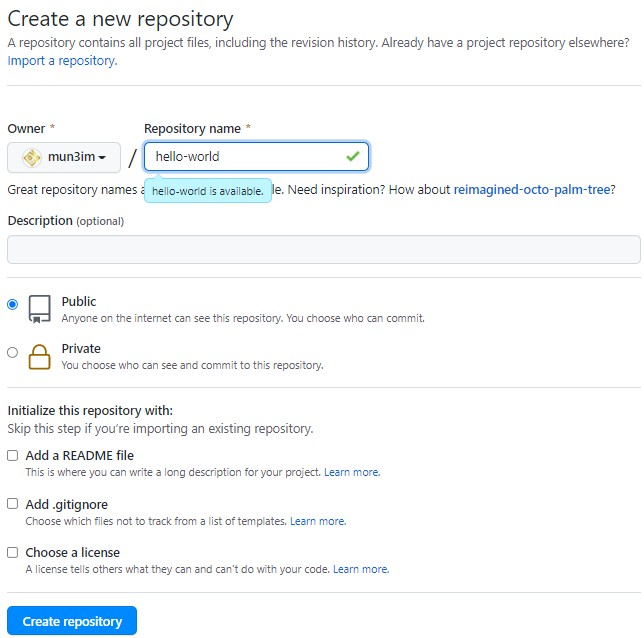 Create a new repository
A repository contains all project files, including the revision history. Already have a project repository elsewhere?
Import a repository.
Owner *
Repository name *
mun3im
/
hello-world
Great repository names a
hello-world is available.
le. Need inspiration? How about reimagined-octo-palm-tree?
Description (optional)
Public
Anyone on the internet can see this repository. You choose who can commit.
Private
You choose who can see and commit to this repository.
Initialize this repository with:
Skip this step if you're importing an existing repository.
Add a README file
This is where you can write a long description for your project. Learn more.
Add .gitignore
Choose which files not to track from a list of templates. Learn more.
Choose a license
A license tells others what they can and can't do with your code. Learn more.
Create repository